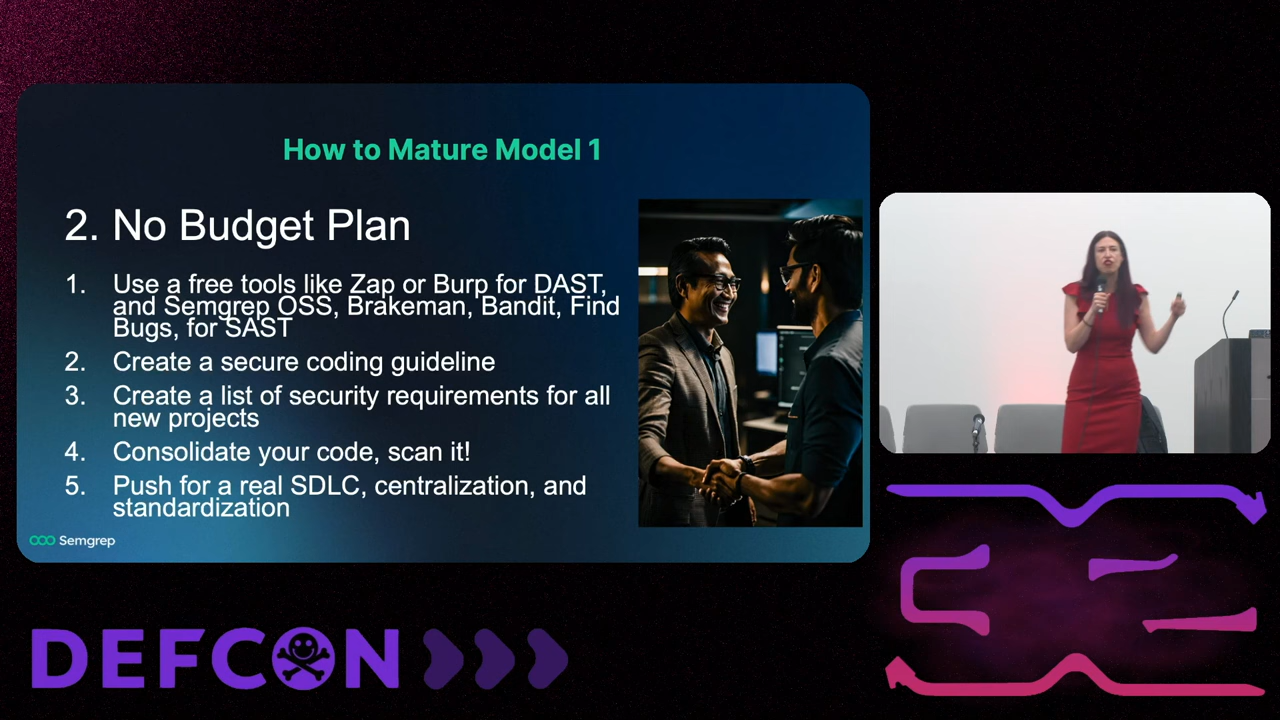 How to Mature Model 1
2. No Budget Plan
1. Use a free tools like Zap or Burp for DAST,
and Semgrep OSS, Brakeman, Bandit, Find
Bugs, for SAST
2. Create a secure coding guideline
3. Create a list of security requirements for all
new projects
4. Consolidate your code, scan it!
5. Push for a real SDLC, centralization, and
standardization
Semgrep
DEFCON